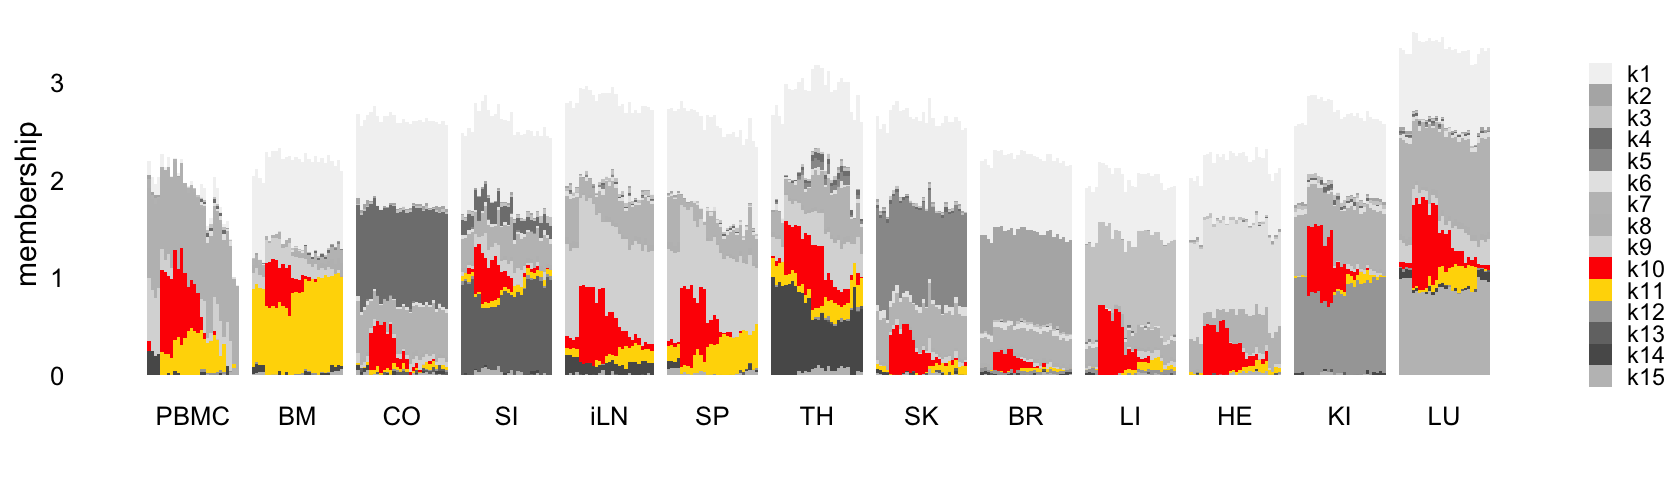 membership
3
2
1
0
PBMC BM CO SI iLN SP TH SK BR LI HE KI LU
k1
k2
k3
k4
k5
k6
k7
k8
k9
k10
k11
k12
k13
k14
k15